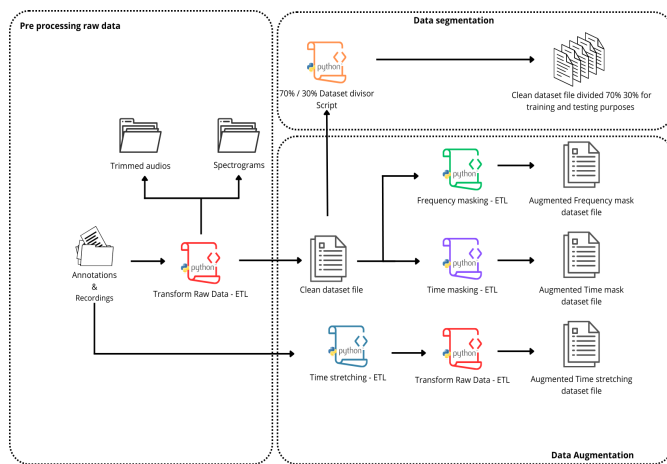 Pre processing raw data
Data segmentation
python
70% / 30% Dataset divisor
Script
Clean dataset file divided 70% 30% for
training and testing purposes
Trimmed audios
Spectrograms
python
Frequency masking - ETL
Augmented Frequency mask
dataset file
Annotations
&
Recordings
python
Transform Raw Data - ETL
Clean dataset file
python
Time masking - ETL
Augmented Time mask
dataset file
python
Time stretching - ETL
python
Transform Raw Data - ETL
Augmented Time stretching
dataset file
Data Augmentation